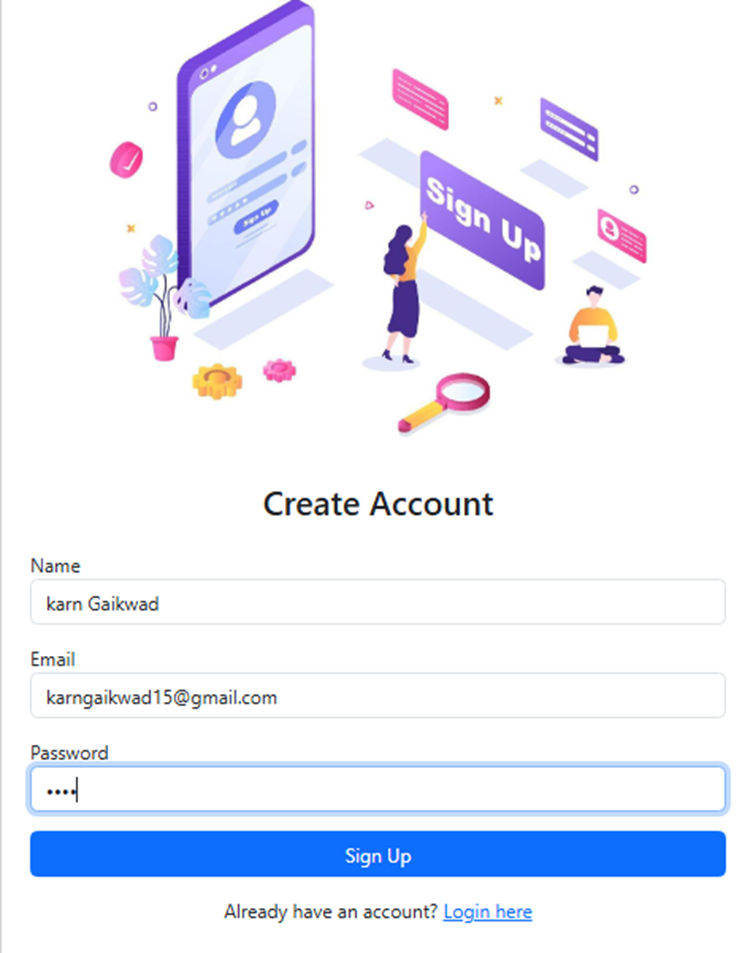 Sign Up
Sign Up
Create Account
Name
karn Gaikwad
Email
karngaikwad15@gmail.com
Password
••••
Sign Up
Already have an account? Login here